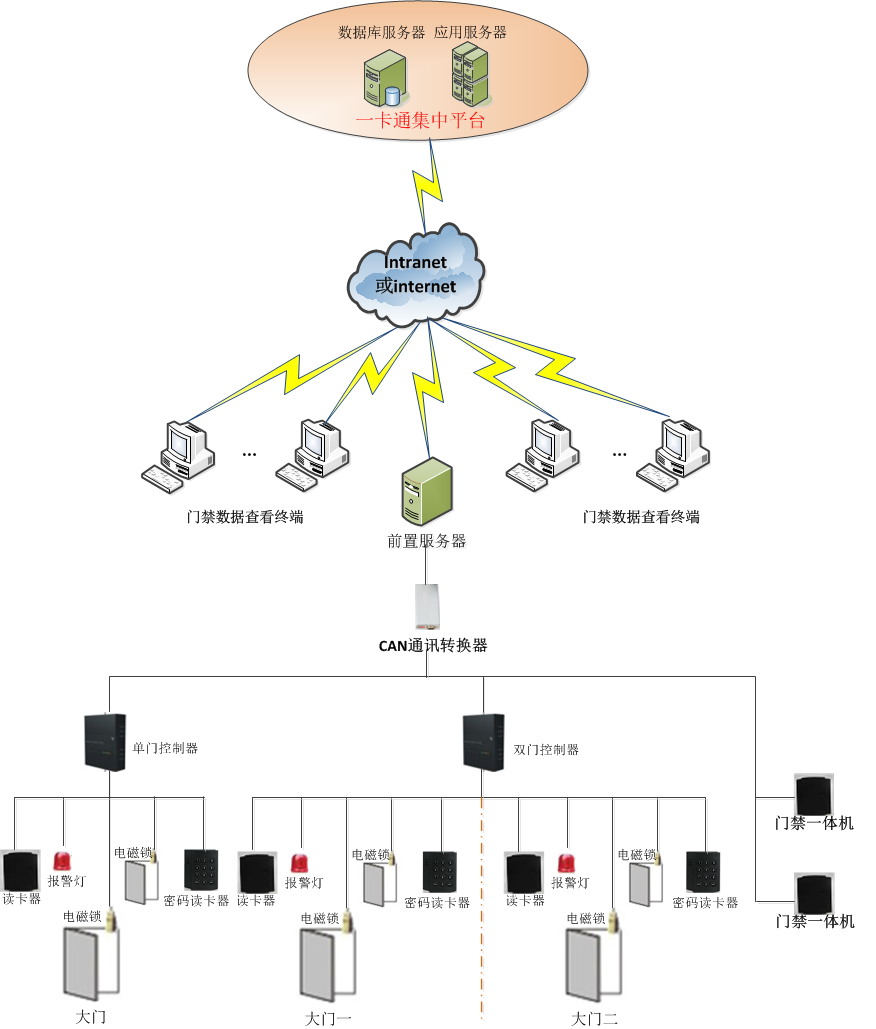 数据库服务器 应用服务器
一卡通集中平台
Intranet
或internet
...
...
门禁数据查看终端
门禁数据查看终端
前置服务器
CAN通讯转换器
单门控制器
双门控制器
门禁一体机
电磁锁
电磁锁
电磁锁
报警灯
报警灯
报警灯
读卡器
密码读卡器
读卡器
密码读卡器
读卡器
密码读卡器
电磁锁
电磁锁
电磁锁
门禁一体机
大门
大门一
大门二